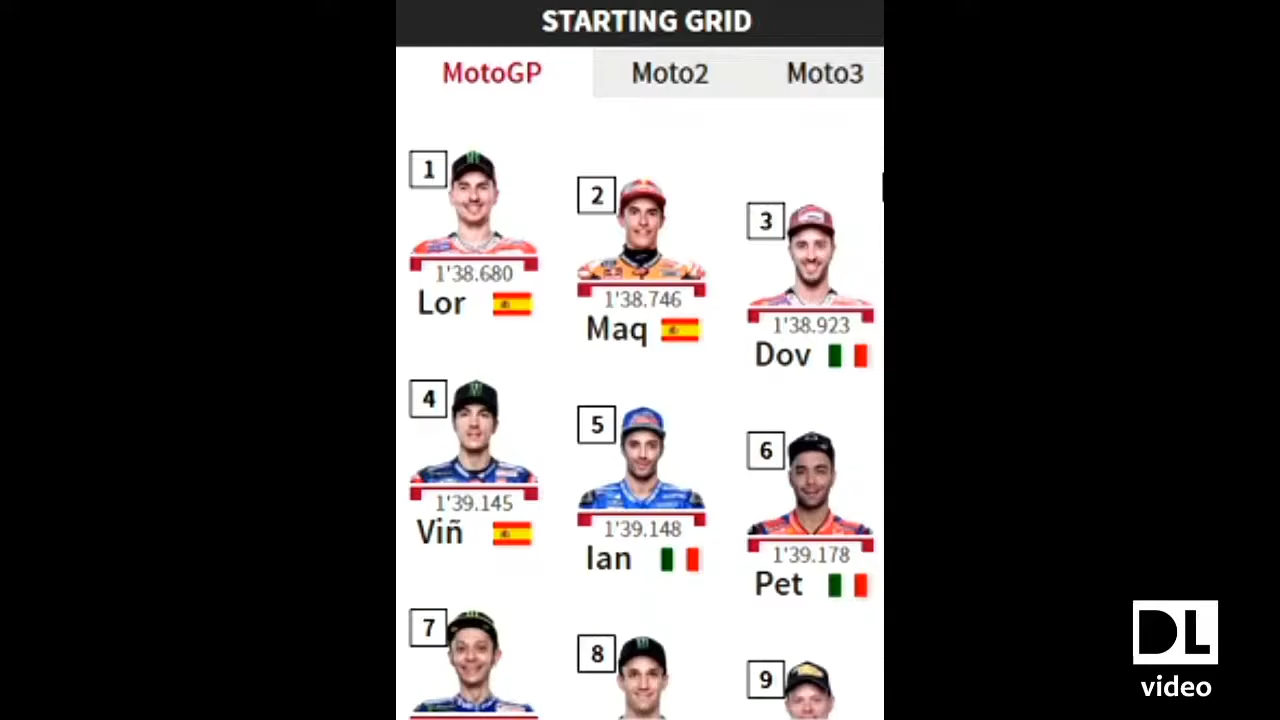 STARTING GRID
MotoGP Moto2 Moto3
1
1'38.680
Lor
2
1'38.746
Maq
3
1'38.923
Dov
4
1'39.145
Viñ
5
1'39.148
Ian
6
1'39.178
Pet
7
8
9
DL
video